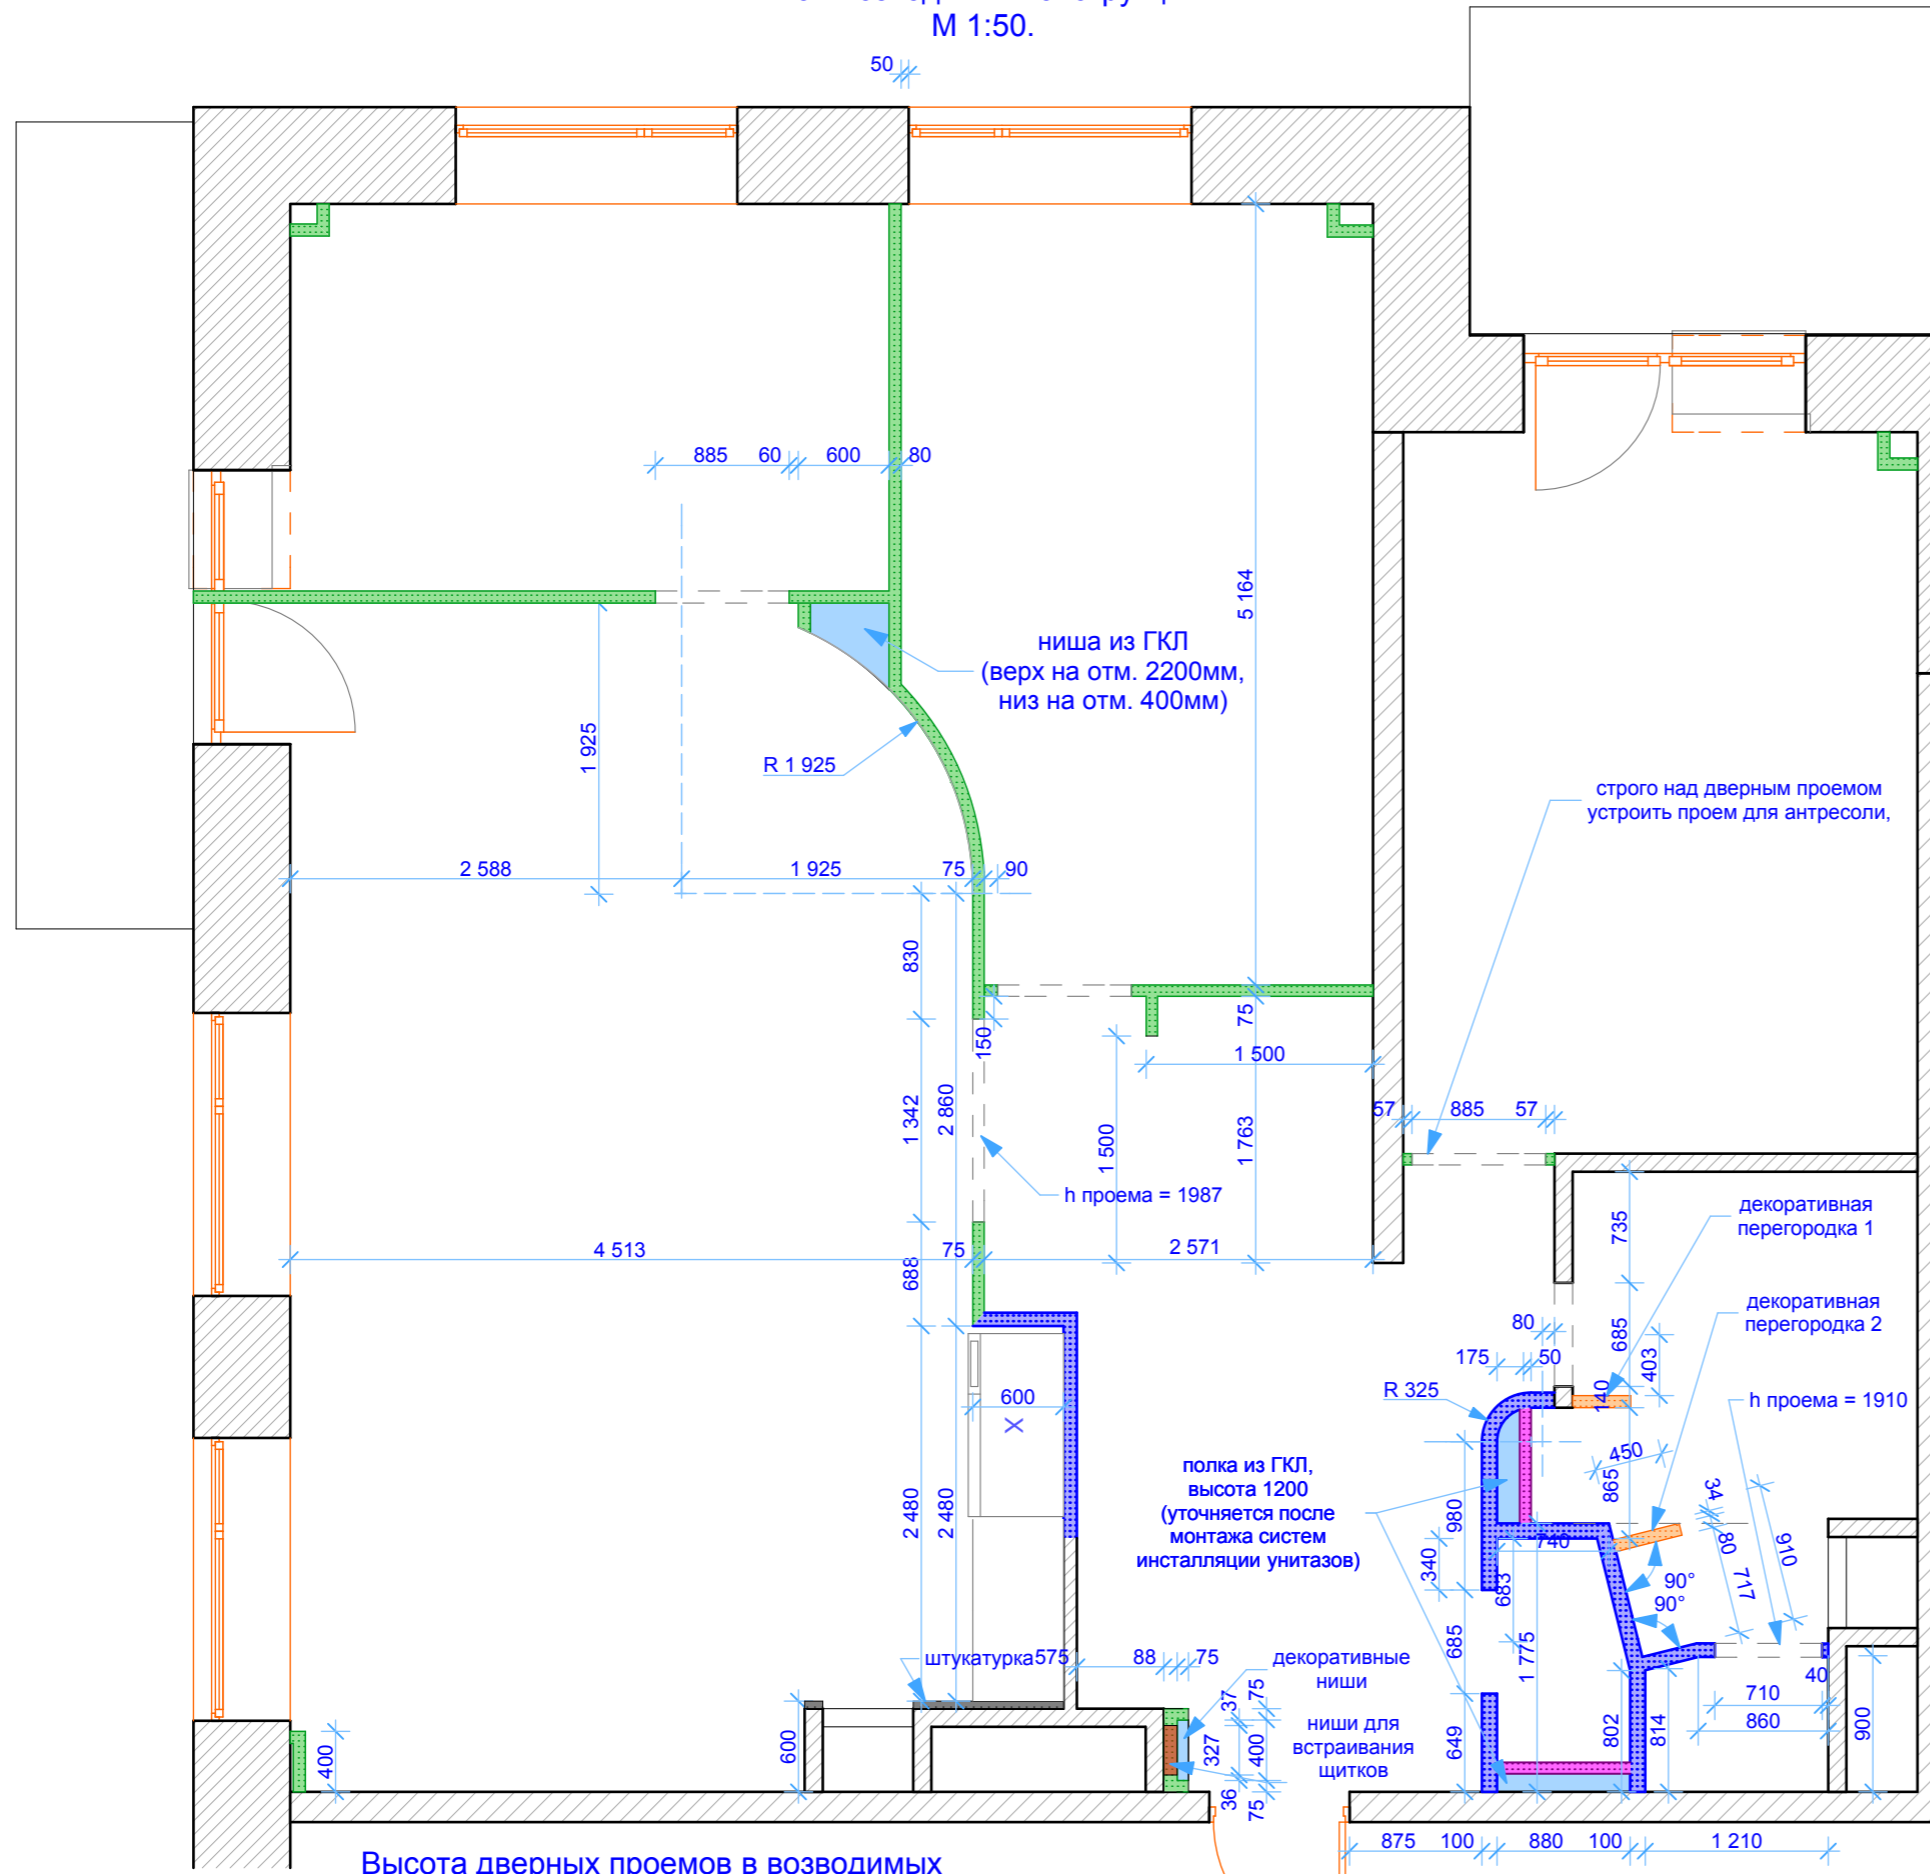 М 1:50.
50
885 60 600 80
5 164
ниша из ГКЛ
(верх на отм. 2200мм,
низ на отм. 400мм)
1 925
R 1 925
строго над дверным проемом
устроить проем для антресоли,
2 588 1 925 75 90
830
75
150
1 500
1 342
2 860
57 885 57
1 500
1 763
h проема = 1987
декоративная
перегородка 1
735
4 513 75 2 571
688
декоративная
перегородка 2
80
685
403
175 50
R 325
140
h проема = 1910
600
X
450
полка из ГКЛ,
высота 1200
(уточняется после
монтажа систем
инсталляции унитазов)
865
34
910
980
2 480
2 480
740
80
340
683
717
90°
90°
685
1 775
штукатурка 575 88 75
декоративные
ниши
40
37
75
710
860
ниши для
встраивания
щитков
400
600
327
400
649
802
814
900
36
75
875 100 880 100 1 210
Высота дверных проемов в возводимых